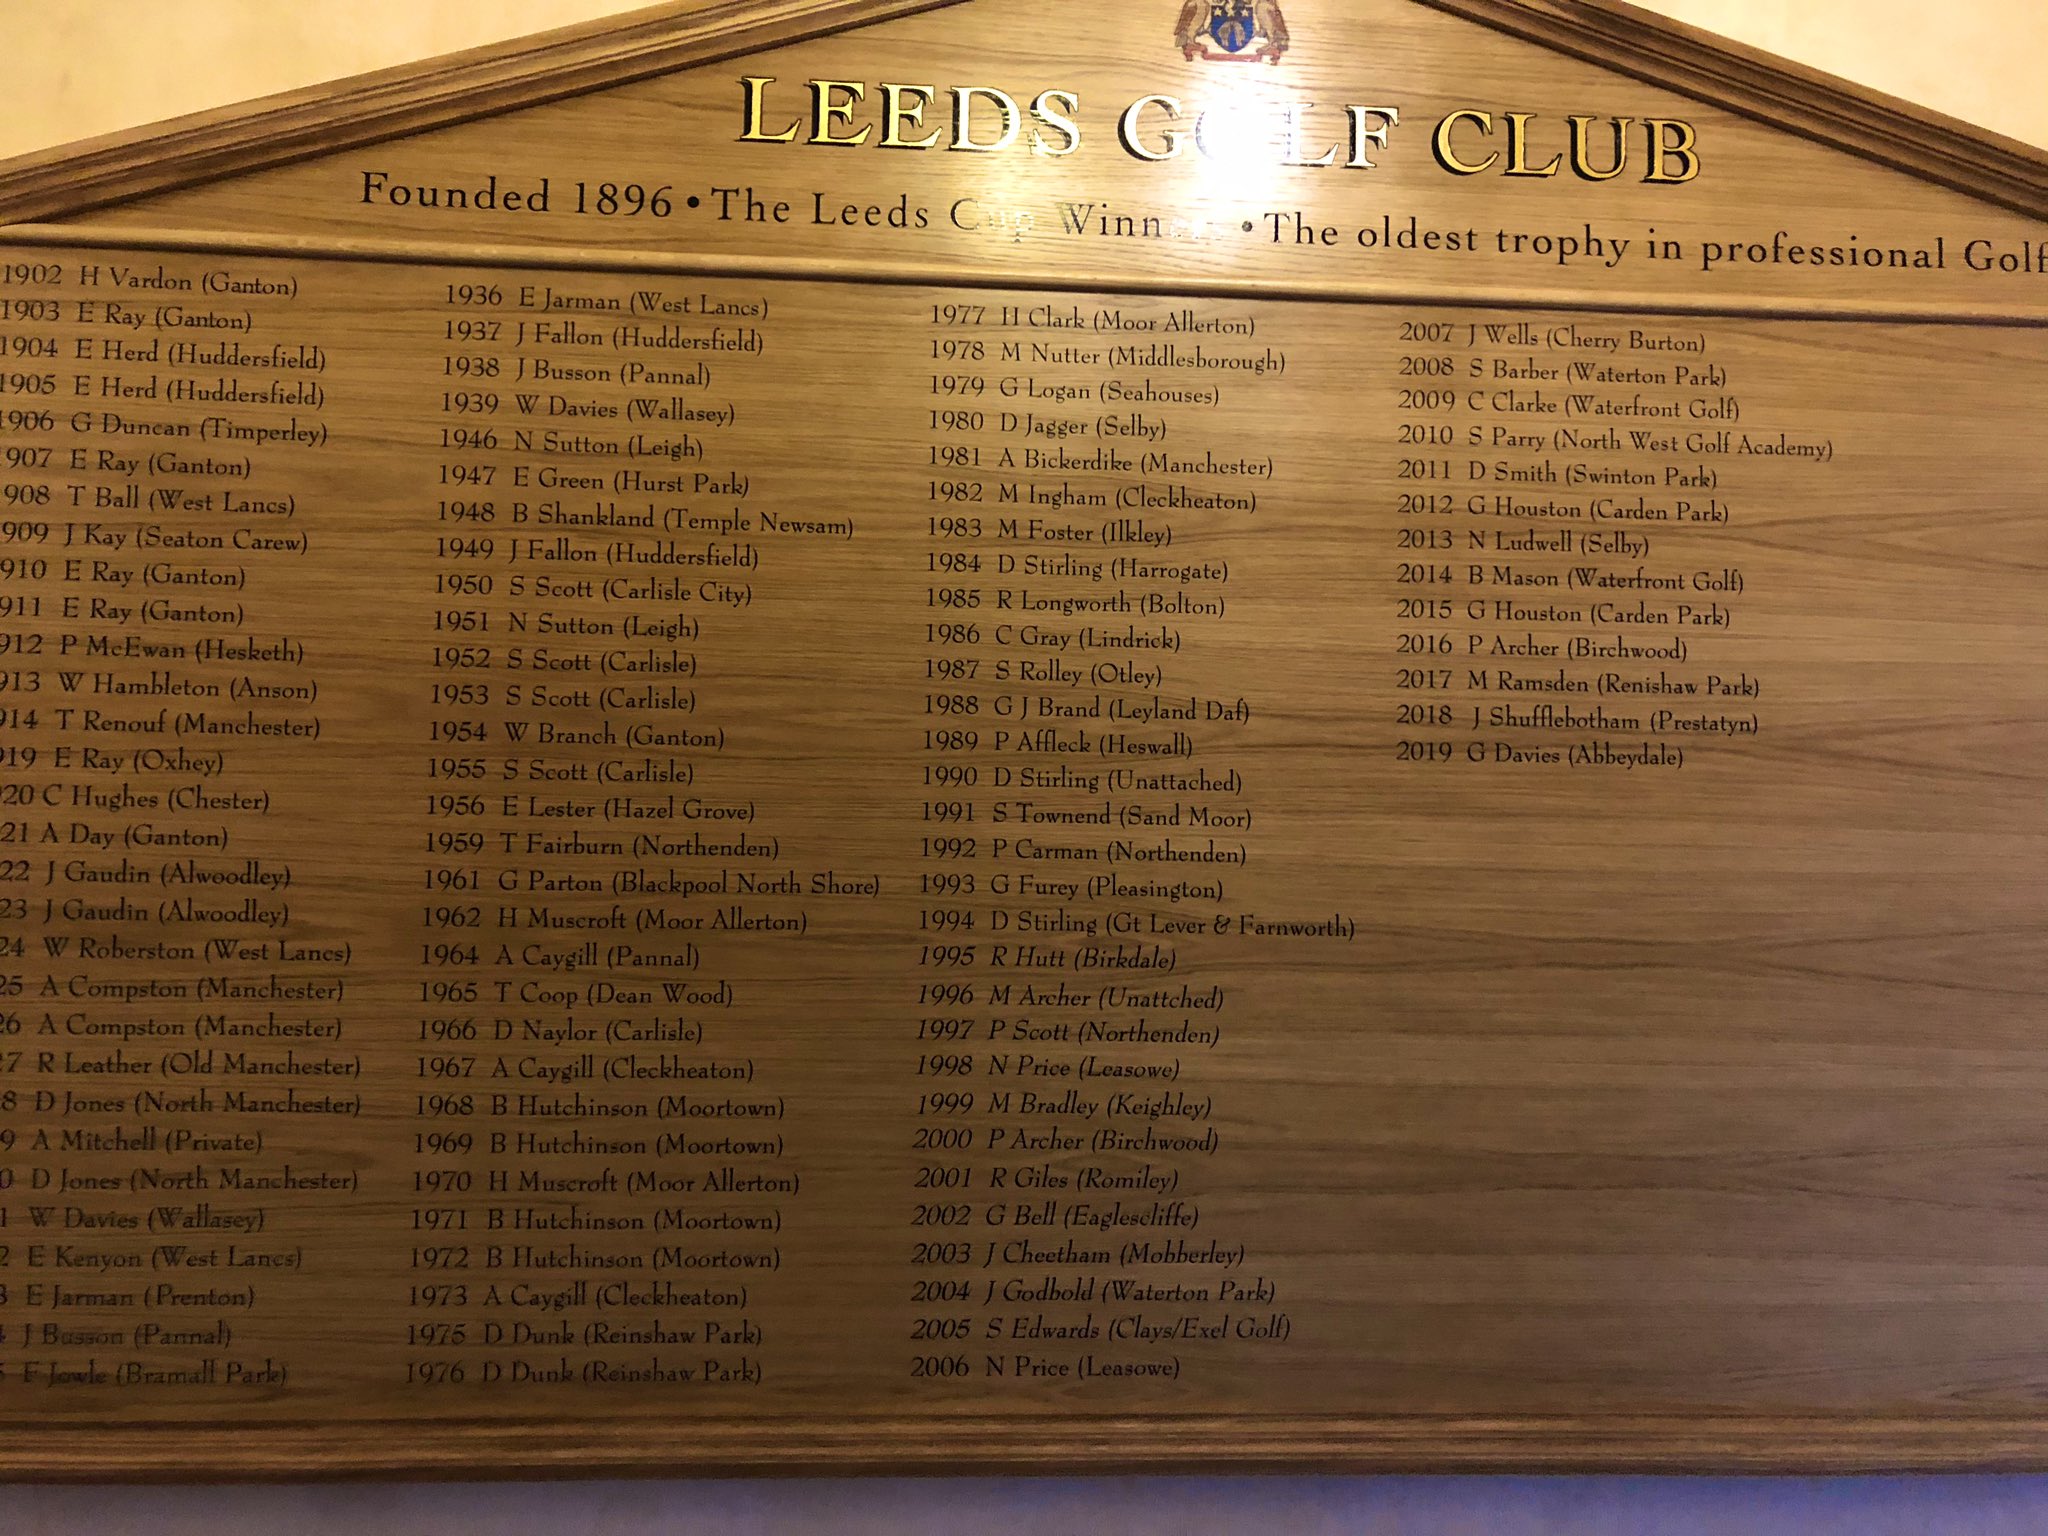 LEEDS GOLF CLUB
Founded 1896 • The Leeds Cup Winn • The oldest trophy in professional Golf
1902 H Vardon (Ganton)
1903 E Ray (Ganton)
1904 E Herd (Huddersfield)
1905 E Herd (Huddersfield)
1906 G Duncan (Timperley)
907 E Ray (Ganton)
908 T Ball (West Lancs)
909 J Kay (Seaton Carew)
910 E Ray (Ganton)
911 E Ray (Ganton)
912 P McEwan (Hesketh)
913 W Hambleton (Anson)
914 T Renouf (Manchester)
919 E Ray (Oxhey)
20 C Hughes (Chester)
21 A Day (Ganton)
22 J Gaudin (Alwoodley)
23 J Gaudin (Alwoodley)
24 W Roberston (West Lancs)
25 A Compston (Manchester)
26 A Compston (Manchester)
27 R Leather (Old Manchester)
8 D Jones (North Manchester)
9 A Mitchell (Private)
0 D Jones (North Manchester)
1 W Davies (Wallasey)
2 E Kenyon (West Lancs)
3 E Jarman (Prenton)
4 J Busson (Pannal)
5 F Jowle (Bramall Park)
1936 E Jarman (West Lancs)
1937 J Fallon (Huddersfield)
1938 J Busson (Pannal)
1939 W Davies (Wallasey)
1946 N Sutton (Leigh)
1947 E Green (Hurst Park)
1948 B Shankland (Temple Newsam)
1949 J Fallon (Huddersfield)
1950 S Scott (Carlisle City)
1951 N Sutton (Leigh)
1952 S Scott (Carlisle)
1953 S Scott (Carlisle)
1954 W Branch (Ganton)
1955 S Scott (Carlisle)
1956 E Lester (Hazel Grove)
1959 T Fairburn (Northenden)
1961 G Parton (Blackpool North Shore)
1962 H Muscroft (Moor Allerton)
1964 A Caygill (Pannal)
1965 T Coop (Dean Wood)
1966 D Naylor (Carlisle)
1967 A Caygill (Cleckheaton)
1968 B Hutchinson (Moortown)
1969 B Hutchinson (Moortown)
1970 H Muscroft (Moor Allerton)
1971 B Hutchinson (Moortown)
1972 B Hutchinson (Moortown)
1973 A Caygill (Cleckheaton)
1975 D Dunk (Reinshaw Park)
1976 D Dunk (Reinshaw Park)
1977 H Clark (Moor Allerton)
1978 M Nutter (Middlesborough)
1979 G Logan (Seahouses)
1980 D Jagger (Selby)
1981 A Bickerdike (Manchester)
1982 M Ingham (Cleckheaton)
1983 M Foster (Ilkley)
1984 D Stirling (Harrogate)
1985 R Longworth (Bolton)
1986 C Gray (Lindrick)
1987 S Rolley (Otley)
1988 G J Brand (Leyland Daf)
1989 P Affleck (Heswall)
1990 D Stirling (Unattached)
1991 S Townend (Sand Moor)
1992 P Carman (Northenden)
1993 G Furey (Pleasington)
1994 D Stirling (Gt Lever & Farnworth)
1995 R Hutt (Birkdale)
1996 M Archer (Unattched)
1997 P Scott (Northenden)
1998 N Price (Leasowe)
1999 M Bradley (Keighley)
2000 P Archer (Birchwood)
2001 R Giles (Romiley)
2002 G Bell (Eaglescliffe)
2003 J Cheetham (Mobberley)
2004 J Godbold (Waterton Park)
2005 S Edwards (Clays/Exel Golf)
2006 N Price (Leasowe)
2007 J Wells (Cherry Burton)
2008 S Barber (Waterton Park)
2009 C Clarke (Waterfront Golf)
2010 S Parry (North West Golf Academy)
2011 D Smith (Swinton Park)
2012 G Houston (Carden Park)
2013 N Ludwell (Selby)
2014 B Mason (Waterfront Golf)
2015 G Houston (Carden Park)
2016 P Archer (Birchwood)
2017 M Ramsden (Renishaw Park)
2018 J Shufflebotham (Prestatyn)
2019 G Davies (Abbeydale)